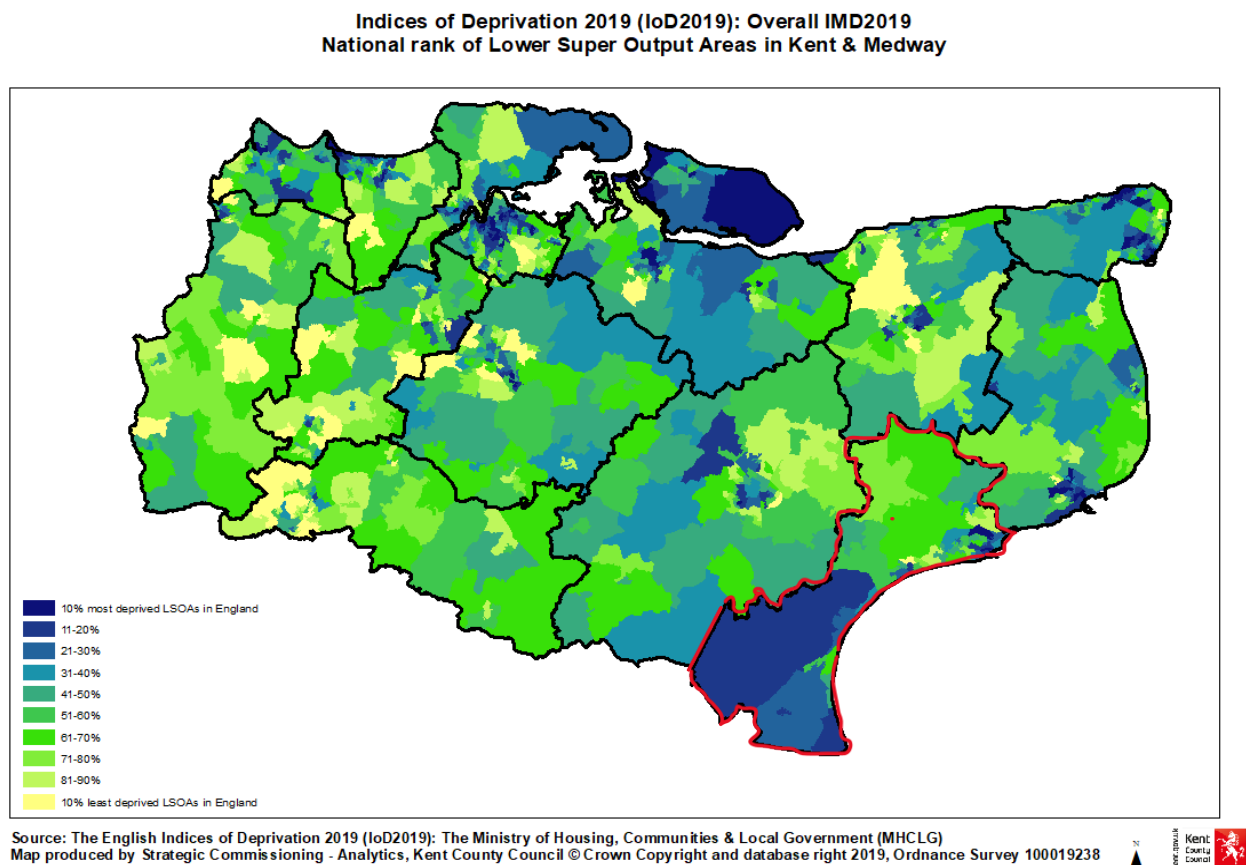 Indices of Deprivation 2019 (IoD2019): Overall IMD2019
National rank of Lower Super Output Areas in Kent & Medway
10% most deprived LSOAs in England
11-20%
21-30%
31-40%
41-50%
51-60%
61-70%
71-80%
81-90%
10% least deprived LSOAs in England
Source: The English Indices of Deprivation 2019 (IoD2019): The Ministry of Housing, Communities & Local Government (MHCLG)
Map produced by Strategic Commissioning - Analytics, Kent County Council © Crown Copyright and database right 2019, Ordnance Survey 100019238
N
Kent
County
Council